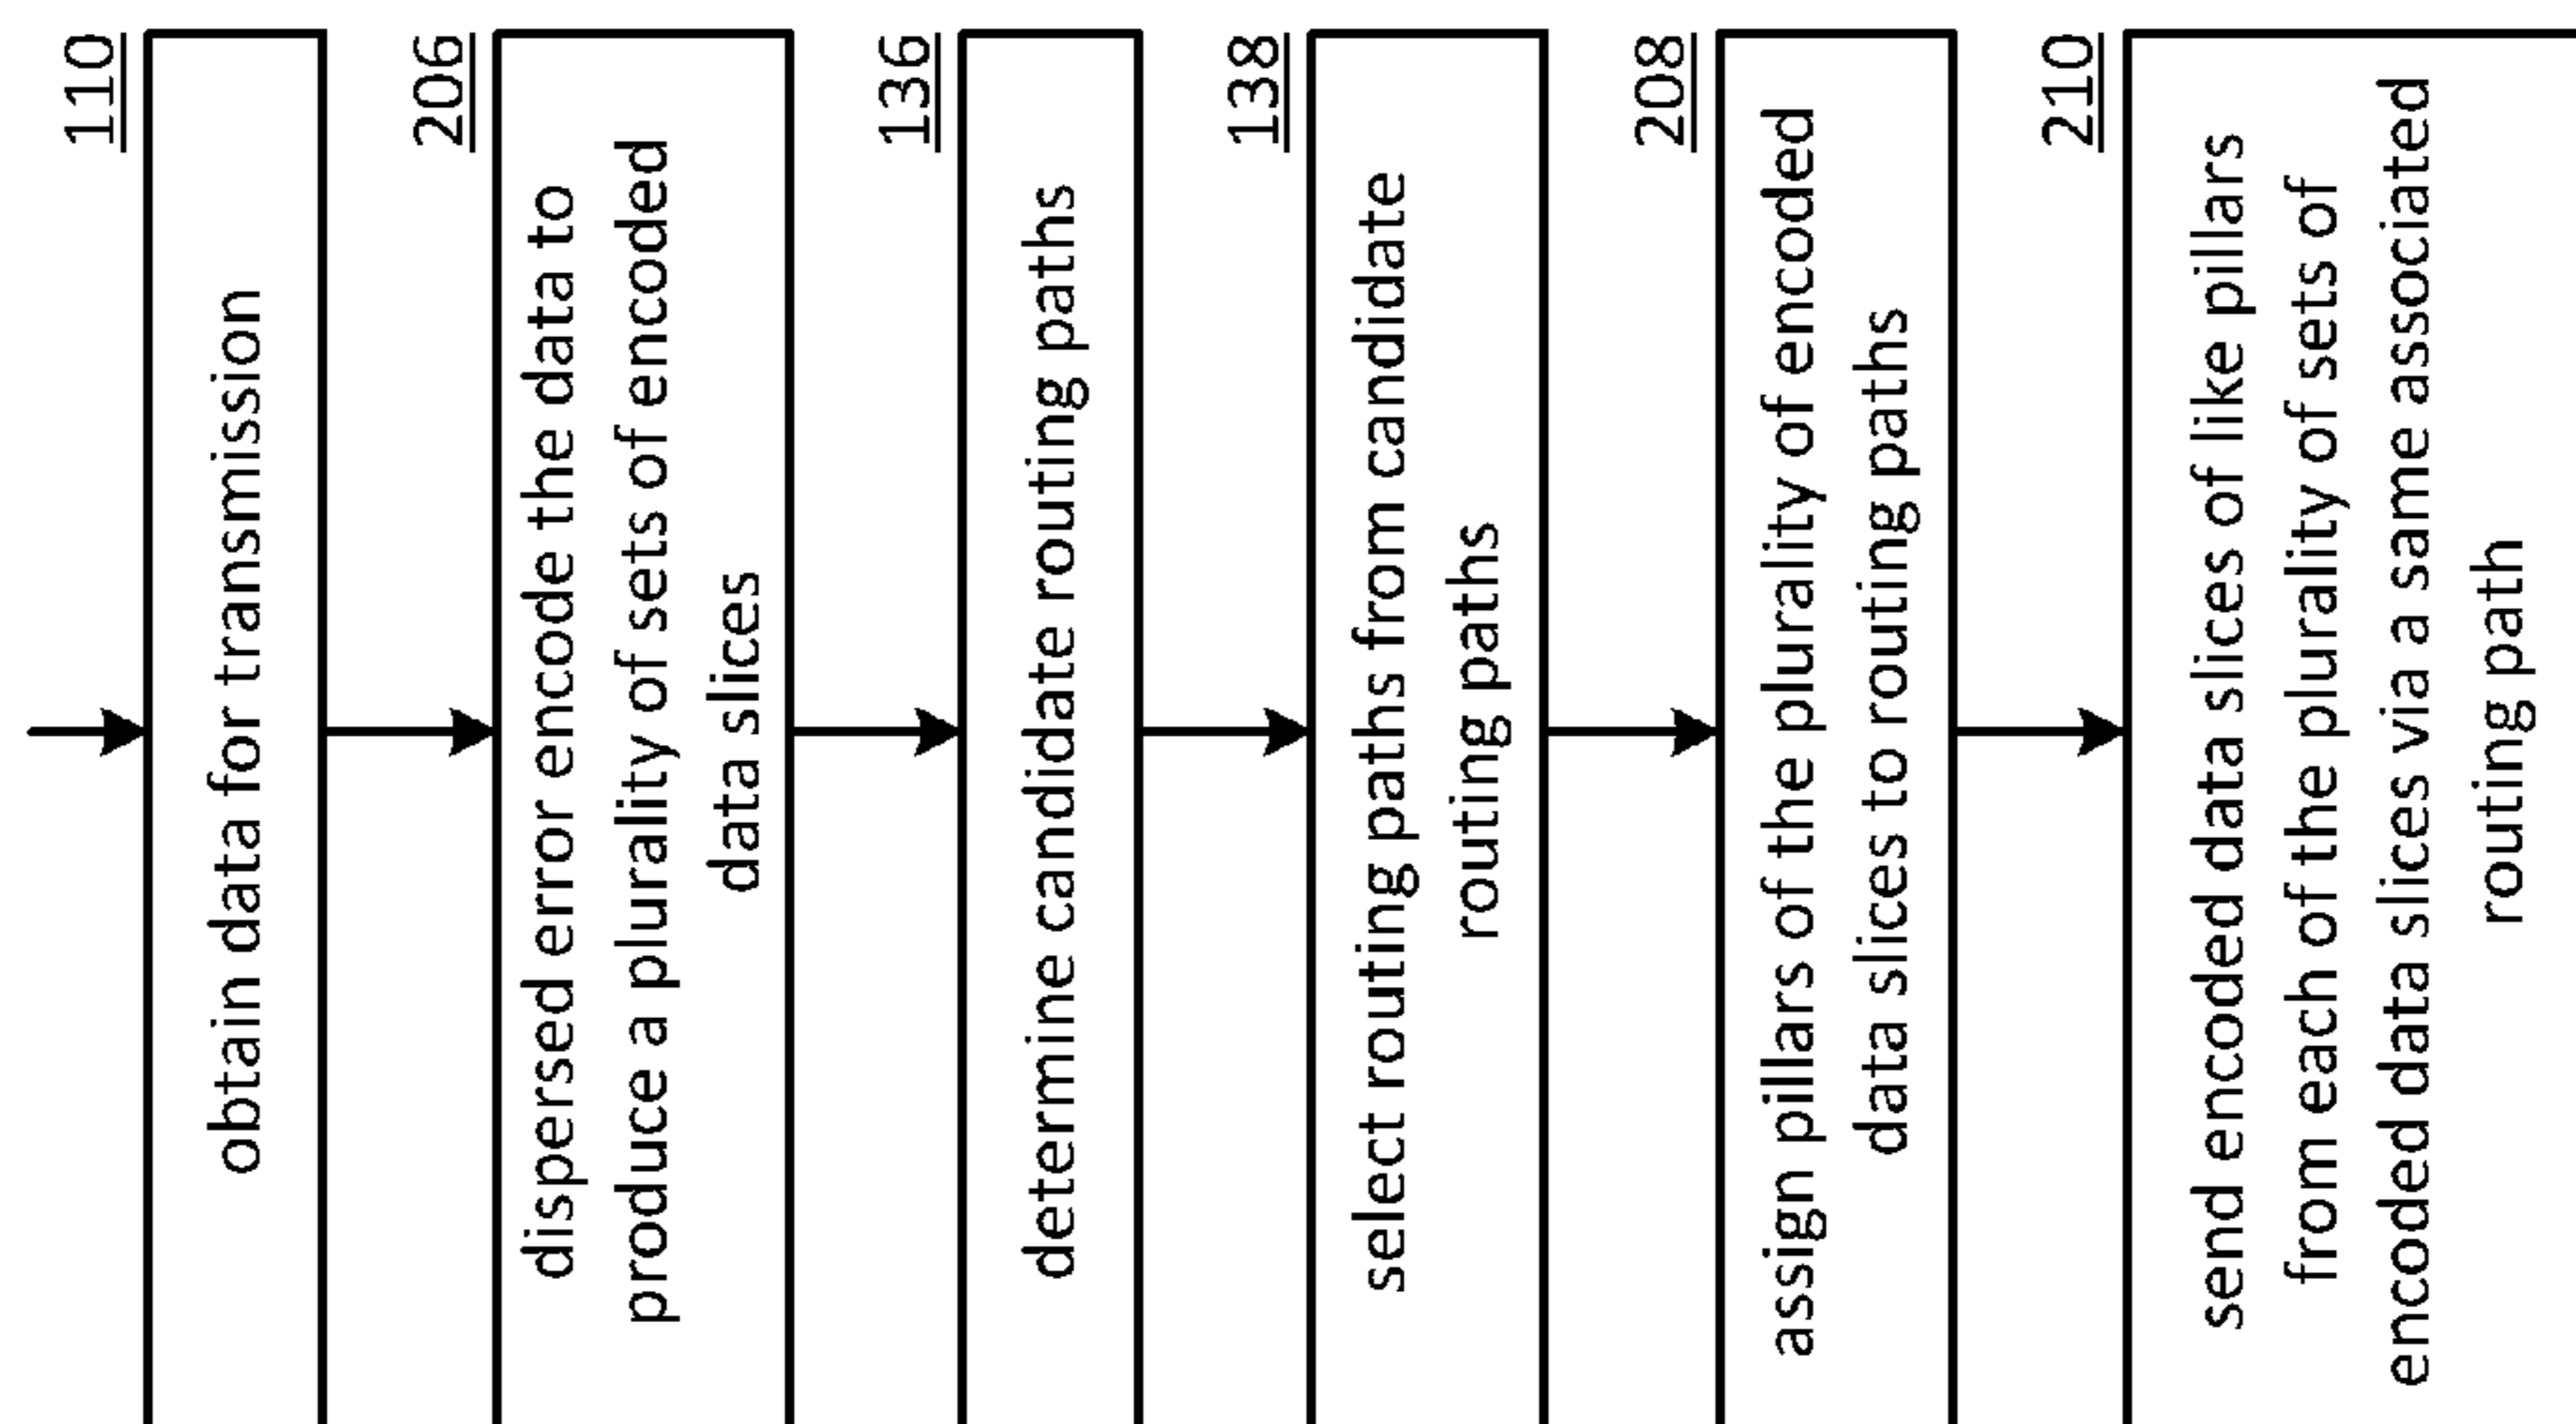 110
obtain data for transmission
206
dispersed error encode the data to
produce a plurality of sets of encoded
data slices
136
determine candidate routing paths
138
select routing paths from candidate
routing paths
208
assign pillars of the plurality of encoded
data slices to routing paths
210
send encoded data slices of like pillars
from each of the plurality of sets of
encoded data slices via a same associated
routing path